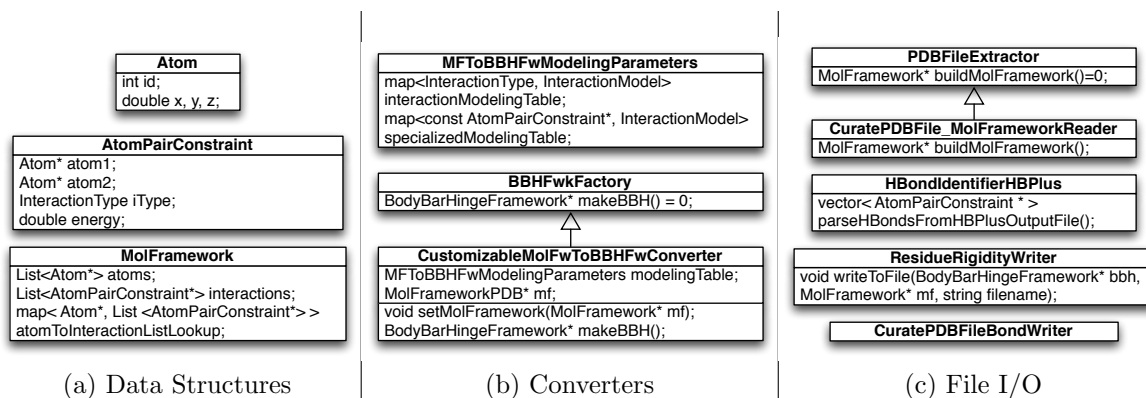 Atom
int id;
double x, y, z;
AtomPairConstraint
Atom* atom1;
Atom* atom2;
InteractionType iType;
double energy;
MolFramework
List<Atom*> atoms;
List<AtomPairConstraint*> interactions;
map< Atom*, List <AtomPairConstraint*> >
atomToInteractionListLookup;
(a) Data Structures
MFToBBHFwModelingParameters
map<InteractionType, InteractionModel>
interactionModelingTable;
map<const AtomPairConstraint*, InteractionModel>
specializedModelingTable;
BBHFwkFactory
BodyBarHingeFramework* makeBBH() = 0;
CustomizableMolFwToBBHFwConverter
MFToBBHFwModelingParameters modelingTable;
MolFrameworkPDB* mf;
void setMolFramework(MolFramework* mf);
BodyBarHingeFramework* makeBBH();
(b) Converters
PDBFileExtractor
MolFramework* buildMolFramework()=0;
CuratePDBFile_MolFrameworkReader
MolFramework* buildMolFramework();
HBondIdentifierHBPlus
vector< AtomPairConstraint * >
parseHBondsFromHBPlusOutputFile();
ResidueRigidityWriter
void writeToFile(BodyBarHingeFramework* bbh,
MolFramework* mf, string filename);
CuratePDBFileBondWriter
(c) File I/O